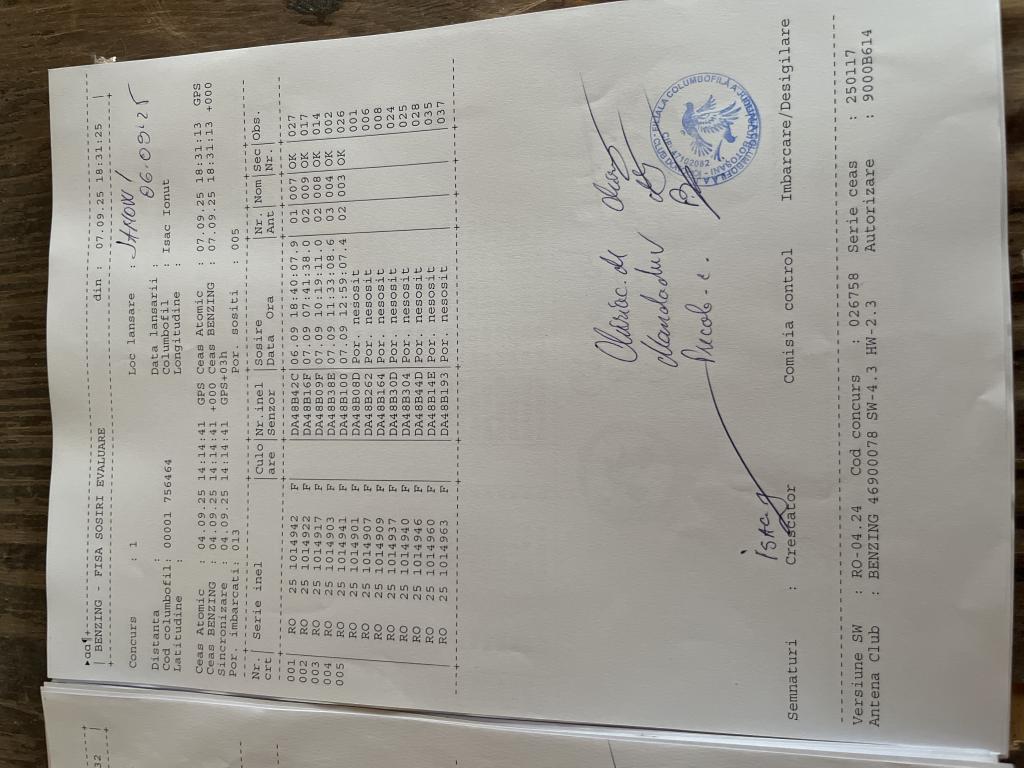 ▸aq¶+
| BENZING - FISA SOSIRI EVALUARE din : 07.09.25 18:31:25 |
Concurs : 1 Loc lansare : JANOW!
Distanta : Data lansarii : 06.09.25
Cod columbofil: 00001 75464 Columbofil : Isac Ionut
Latitudine : Longitudine :
Ceas Atomic : 04.09.25 14:14:41 GPS Ceas Atomic : 07.09.25 18:31:13 GPS
Ceas BENZING : 04.09.25 14:14:41 +000 Ceas BENZING : 07.09.25 18:31:13 +000
Sincronizare : 04.09.25 14:14:41 GPS+03h
Por. imbarcati: 013 Por. sositi : 005
Nr.| Serie inel |Culo |Nr.inel |Sosire |Nr. |Nom |Sec |Obs.
crt |are |Senzor |Data Ora |Ant | |Nr. |
001 RO 25 1014942 F DA48B42C 06.09 18:40:07.9 01 007 OK 027
002 RO 25 1014922 F DA48B16F 07.09 07:41:38.0 02 009 OK 017
003 RO 25 1014917 F DA48B09F 07.09 10:19:11.0 02 008 OK 014
004 RO 25 1014903 F DA48B38E 07.09 11:33:08.6 03 004 OK 002
005 RO 25 1014941 F DA48B100 07.09 12:59:07.4 02 003 OK 026
RO 25 1014901 F DA48B08D Por. nesosit 001
RO 25 1014907 F DA48B262 Por. nesosit 006
RO 25 1014909 F DA48B164 Por. nesosit 008
RO 25 1014937 F DA48B30D Por. nesosit 024
RO 25 1014940 F DA48B304 Por. nesosit 025
RO 25 1014946 F DA48B44D Por. nesosit 028
RO 25 1014960 F DA48B14E Por. nesosit 035
RO 25 1014963 F DA48B193 Por. nesosit 037
Isac
Semnaturi : Crescator Comisia control Imbarcare/Desigilare
Versiune SW : RO-04.24 Cod concurs : 026758 Serie ceas : 250117
Antena Club : BENZING 46900078 SW-4.3 HW-2.3 Autorizare : 9000B614